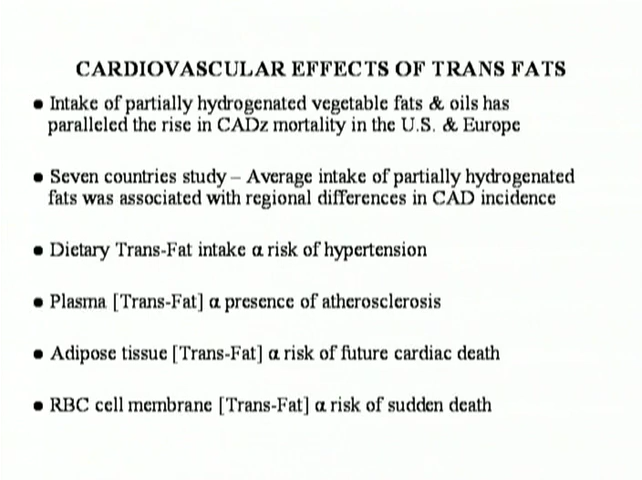 CARDIOVASCULAR EFFECTS OF TRANS FATS
● Intake of partially hydrogenated vegetable fats & oils has
paralleled the rise in CADz mortality in the U.S. & Europe
● Seven countries study – Average intake of partially hydrogenated
fats was associated with regional differences in CAD incidence
● Dietary Trans-Fat intake α risk of hypertension
● Plasma [Trans-Fat] α presence of atherosclerosis
● Adipose tissue [Trans-Fat] α risk of future cardiac death
● RBC cell membrane [Trans-Fat] α risk of sudden death